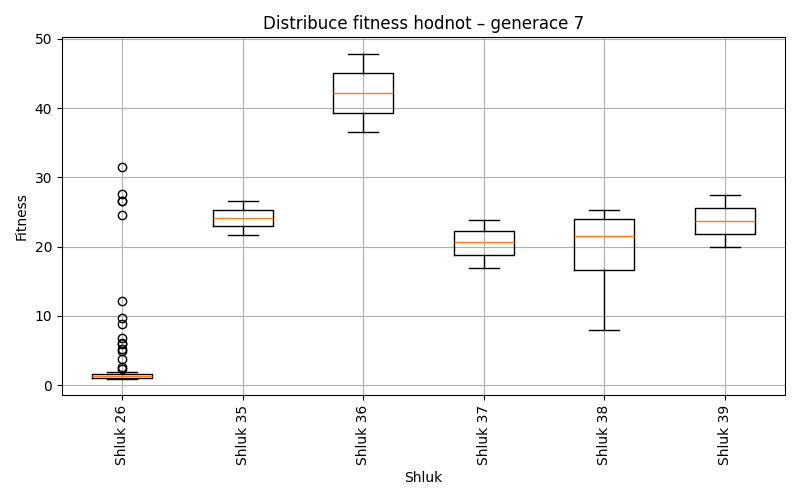 Distribuce fitness hodnot – generace 7
Fitness
50
40
30
20
10
0
Shluk 26
Shluk 35
Shluk 36
Shluk 37
Shluk 38
Shluk 39
Shluk